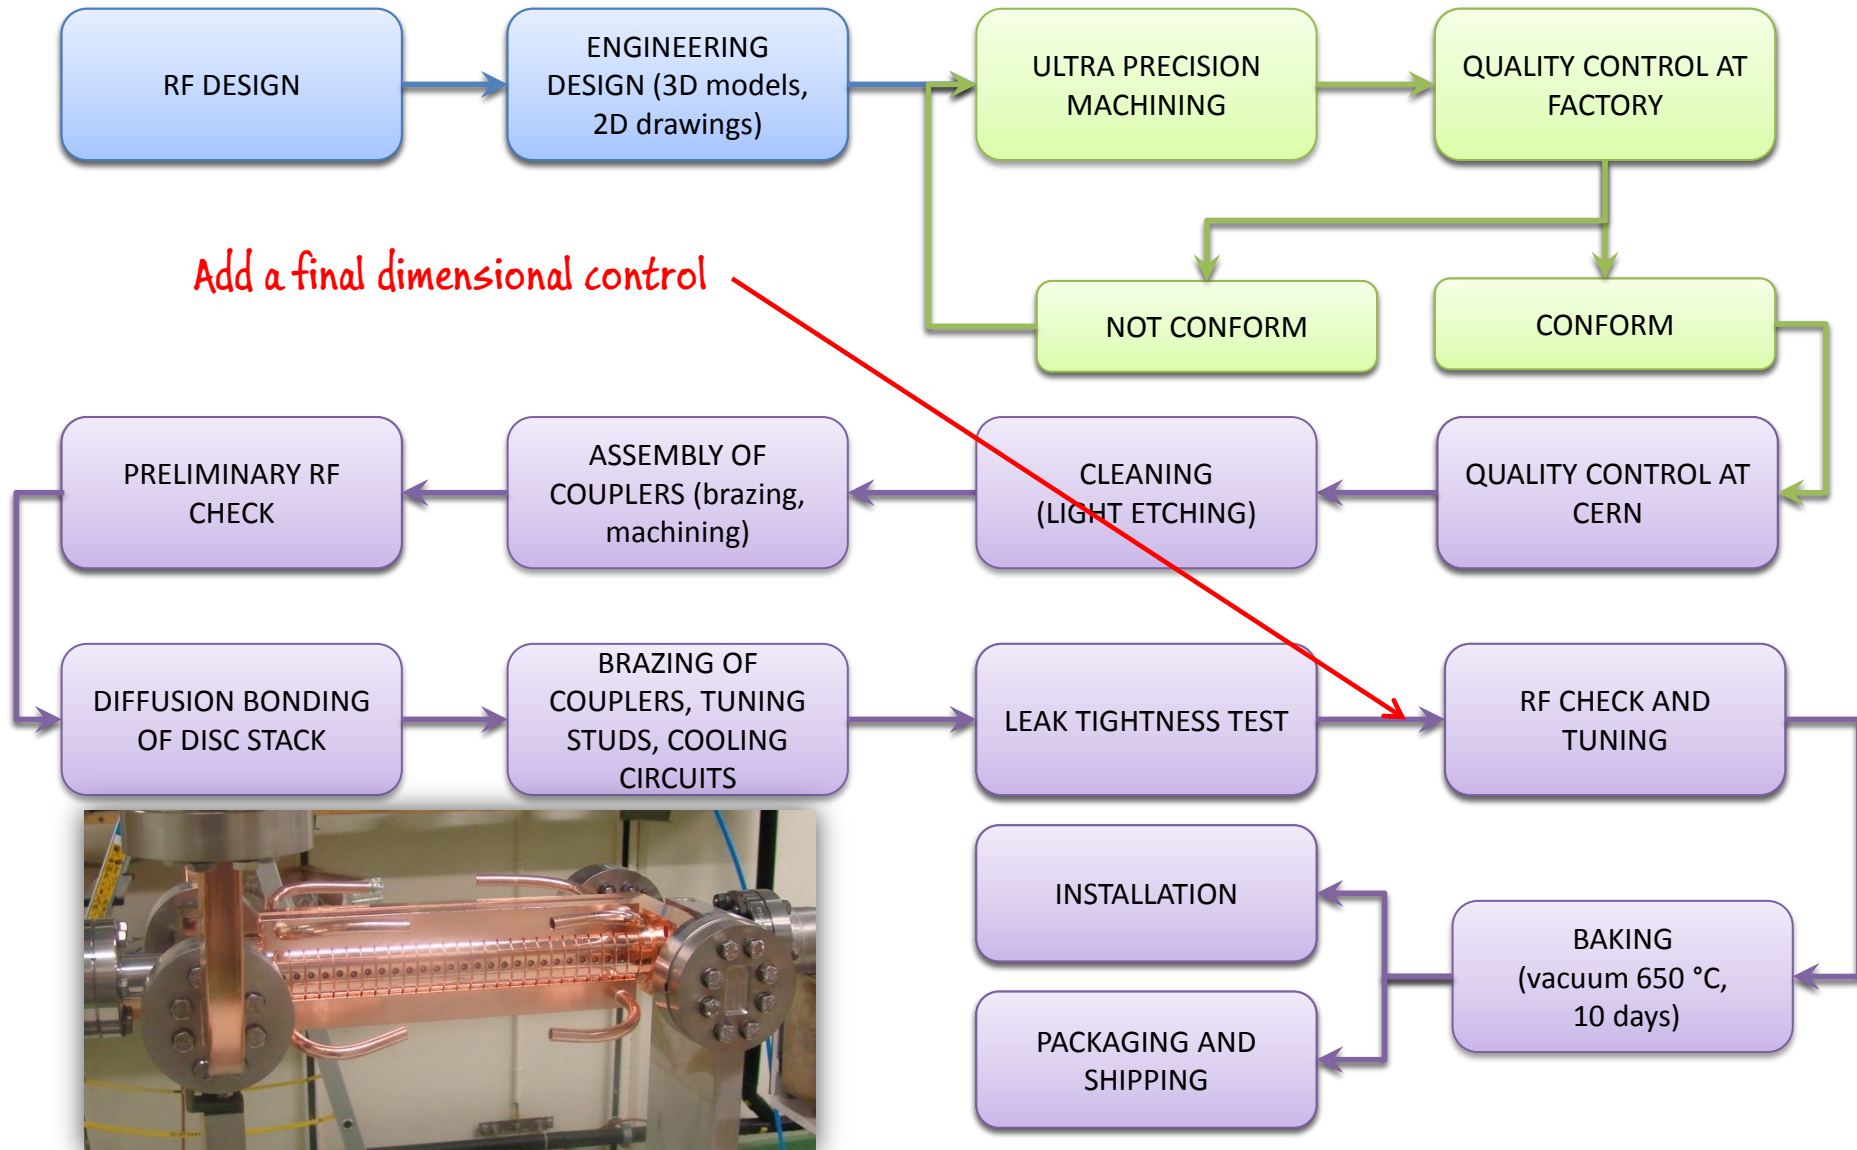 RF DESIGN
ENGINEERING
DESIGN (3D models,
2D drawings)
ULTRA PRECISION
MACHINING
QUALITY CONTROL AT
FACTORY
Add a final dimensional control
NOT CONFORM
CONFORM
PRELIMINARY RF
CHECK
ASSEMBLY OF
COUPLERS (brazing,
machining)
CLEANING
(LIGHT ETCHING)
QUALITY CONTROL AT
CERN
DIFFUSION BONDING
OF DISC STACK
BRAZING OF
COUPLERS, TUNING
STUDS, COOLING
CIRCUITS
LEAK TIGHTNESS TEST
RF CHECK AND
TUNING
INSTALLATION
BAKING
(vacuum 650 °C,
10 days)
PACKAGING AND
SHIPPING